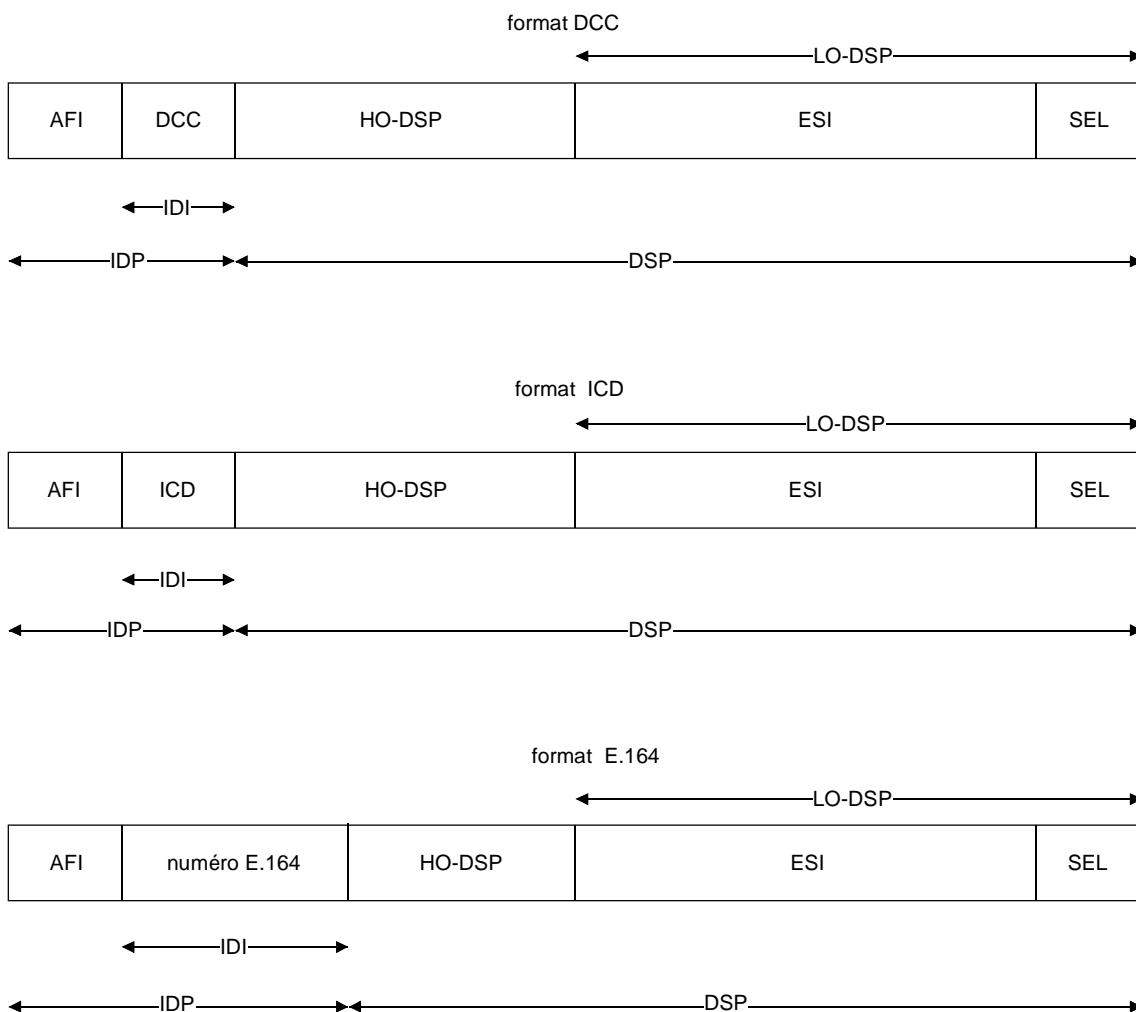 format DCC
LO-DSP
AFI DCC HO-DSP ESI SEL
IDI
IDP DSP
format ICD
LO-DSP
AFI ICD HO-DSP ESI SEL
IDI
IDP DSP
format E.164
LO-DSP
AFI numéro E.164 HO-DSP ESI SEL
IDI
IDP DSP